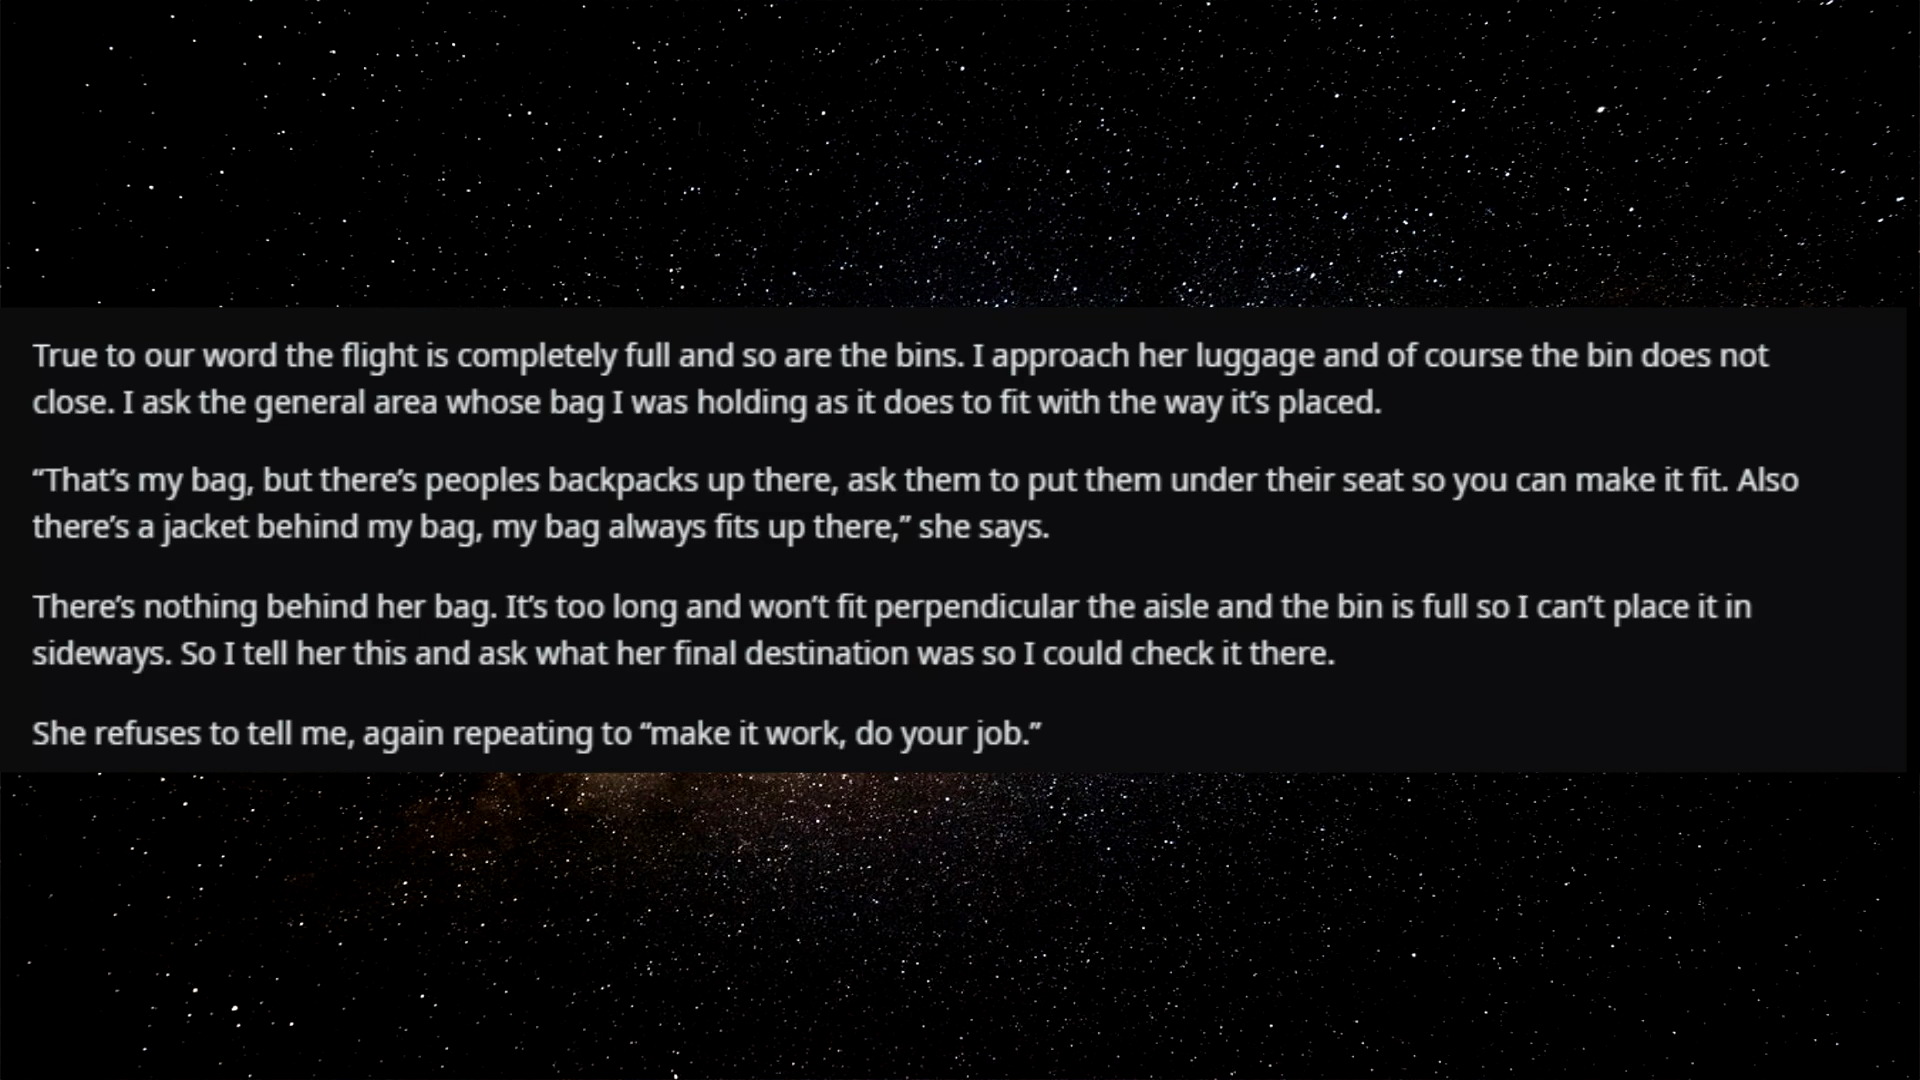 True to our word the flight is completely full and so are the bins. I approach her luggage and of course the bin does not
close. I ask the general area whose bag I was holding as it does to fit with the way it’s placed.
“That’s my bag, but there’s peoples backpacks up there, ask them to put them under their seat so you can make it fit. Also
there’s a jacket behind my bag, my bag always fits up there,” she says.
There’s nothing behind her bag. It’s too long and won’t fit perpendicular the aisle and the bin is full so I can’t place it in
sideways. So I tell her this and ask what her final destination was so I could check it there.
She refuses to tell me, again repeating to “make it work, do your job.”